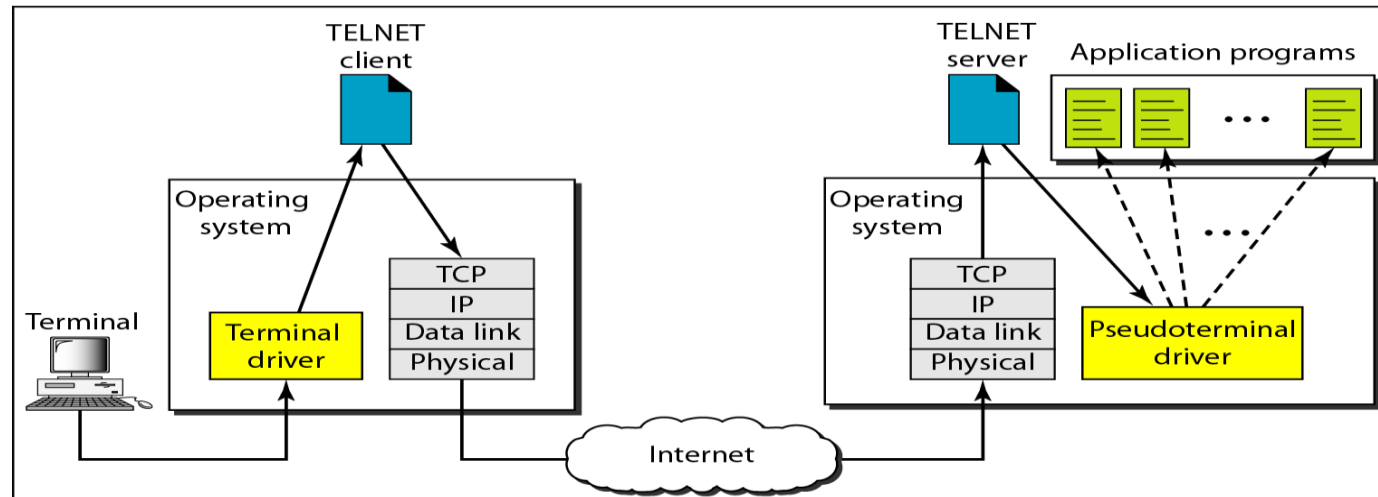 TELNET
client
TELNET
server
Application programs
Operating
system
TCP
IP
Data link
Physical
Terminal
Terminal
driver
Operating
system
TCP
IP
Data link
Physical
Pseudoterminal
driver
Internet